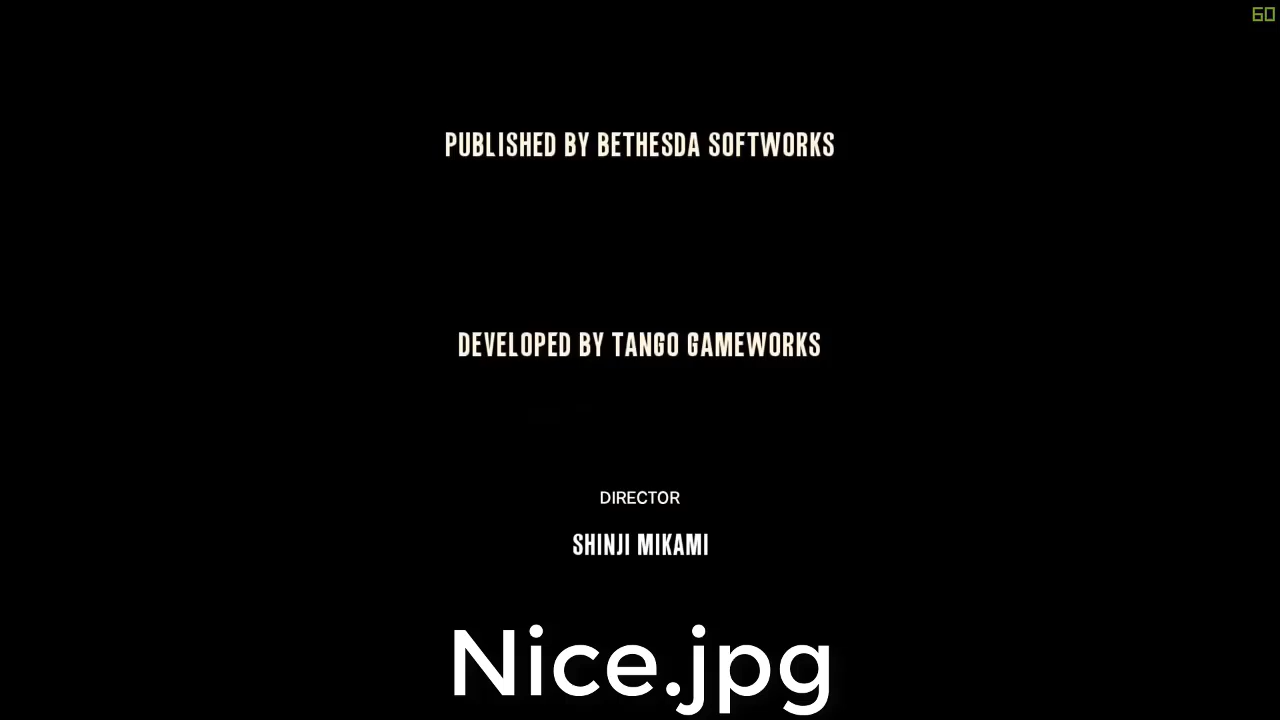 60
PUBLISHED BY BETHESDA SOFTWORKS
DEVELOPED BY TANGO GAMEWORKS
DIRECTOR
SHINJI MIKAMI
Nice.jpg